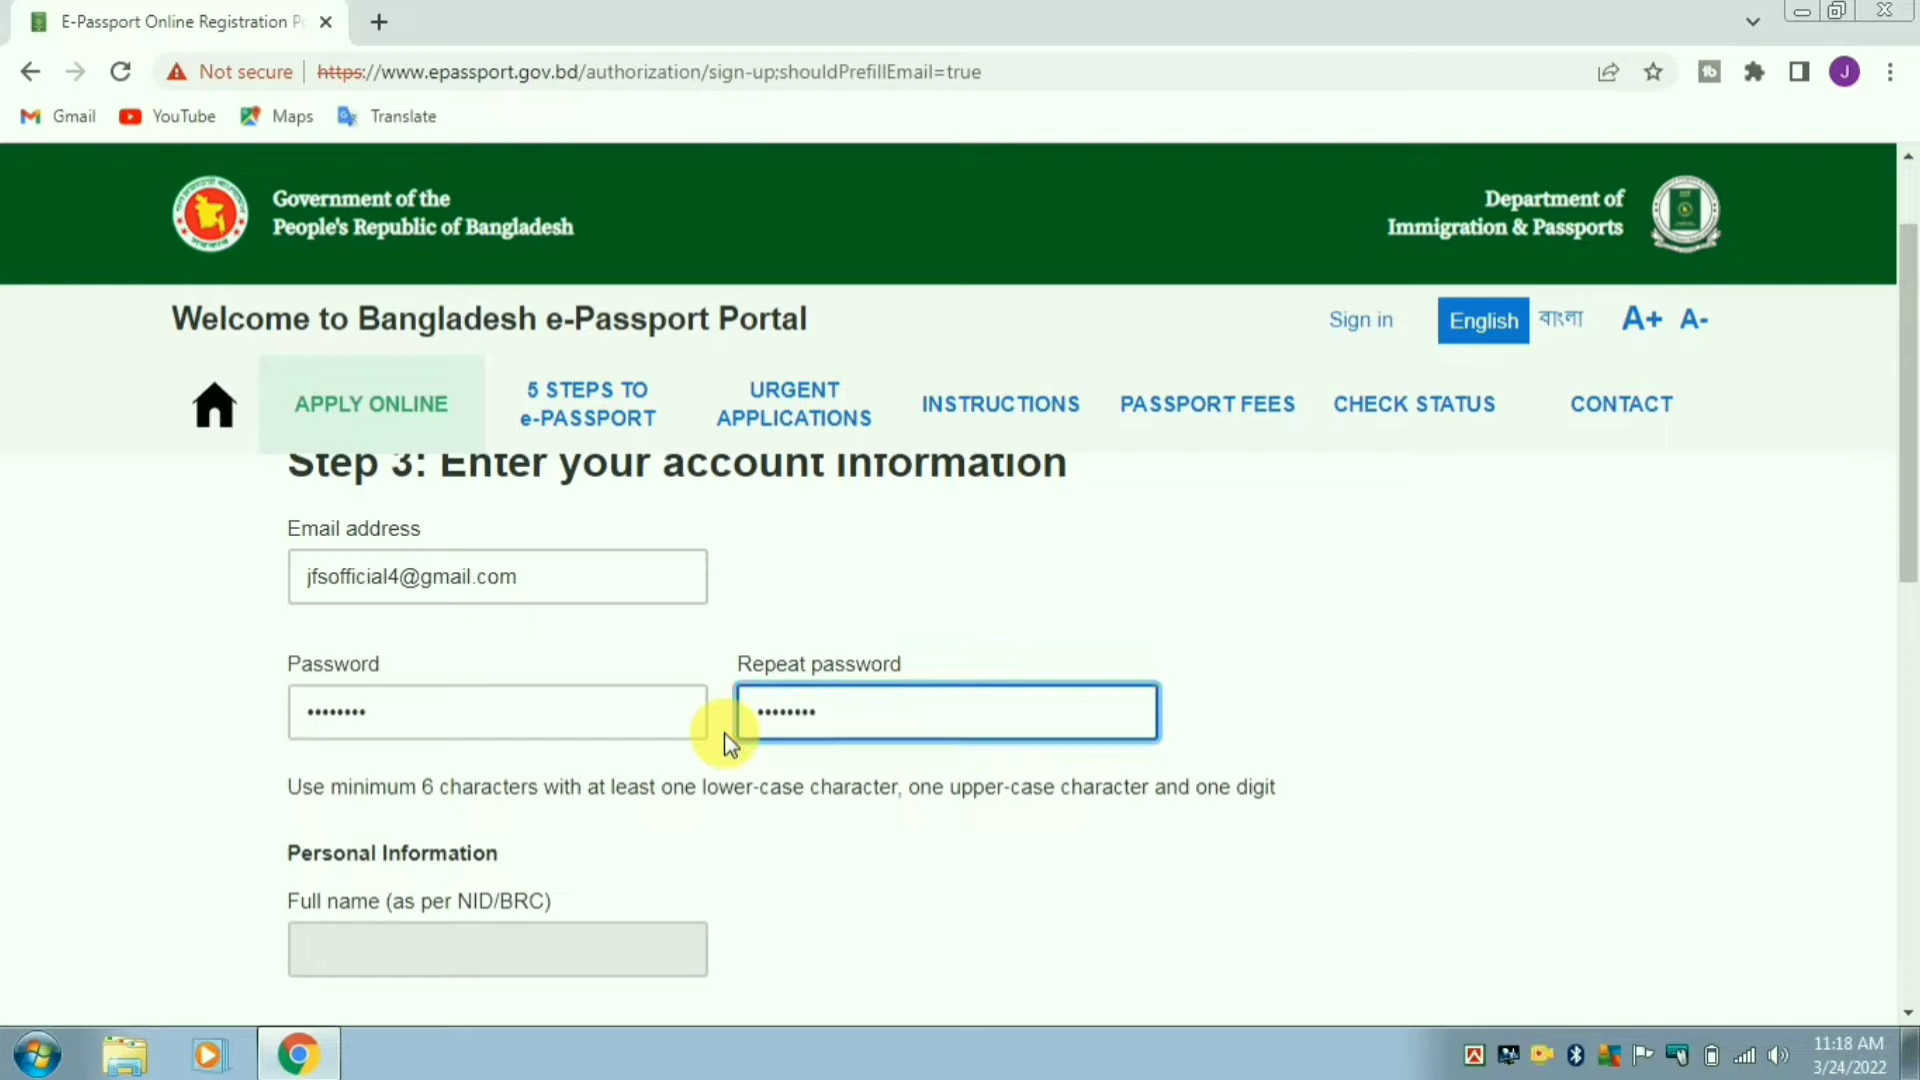 E-Passport Online Registration Po
Not secure
https://www.epassport.gov.bd/authorization/sign-up;shouldPrefillEmail=true
J
Gmail
YouTube
Maps
Translate
Government of the
People's Republic of Bangladesh
Department of
Immigration & Passports
Welcome to Bangladesh e-Passport Portal
Sign in
English
বাংলা
A+
A-
APPLY ONLINE
5 STEPS TO
e-PASSPORT
URGENT
APPLICATIONS
INSTRUCTIONS
PASSPORT FEES
CHECK STATUS
CONTACT
Step 3: Enter your account information
Email address
jfsofficial4@gmail.com
Password
Repeat password
••••••••
••••••••
Use minimum 6 characters with at least one lower-case character, one upper-case character and one digit
Personal Information
Full name (as per NID/BRC)
11:18 AM
3/24/2022